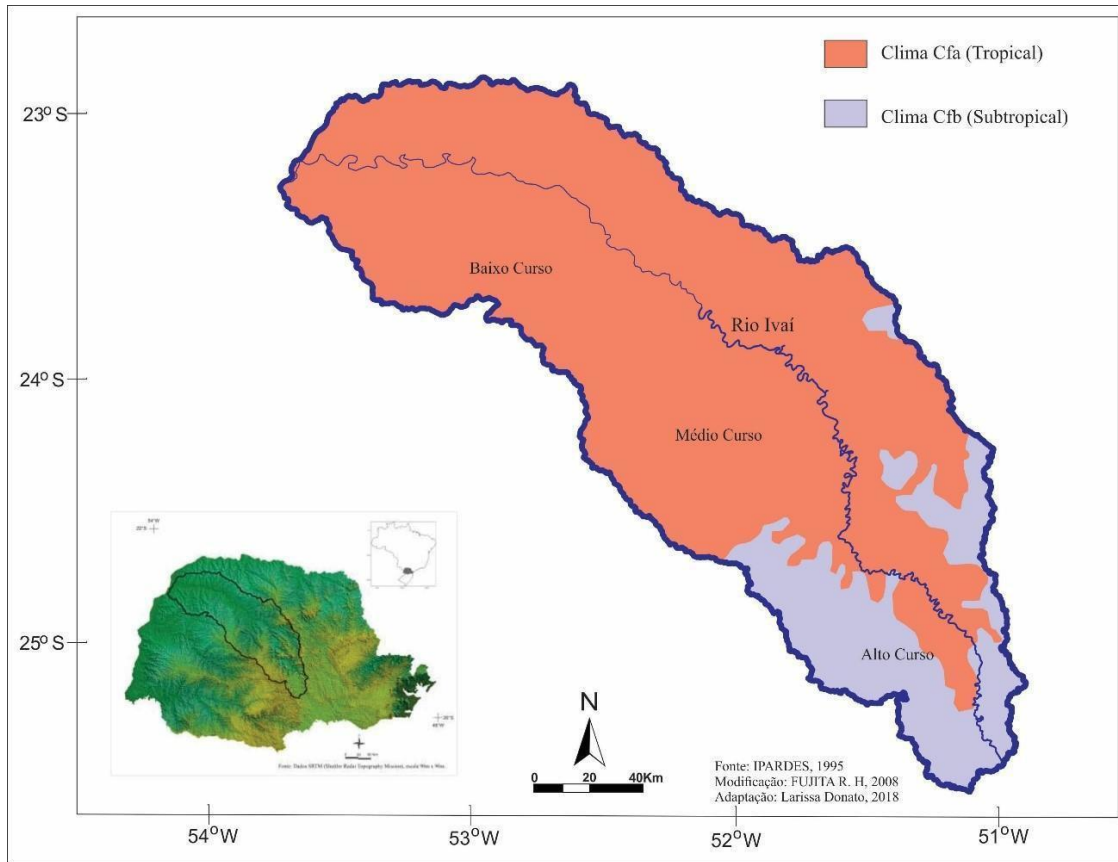 Clima Cfa (Tropical)
Clima Cfb (Subtropical)
23º S
24º S
25º S
Baixo Curso
Rio Ivaí
Médio Curso
Alto Curso
N
0 20 40Km
Fonte: IPARDES, 1995
Modificação: FUJITA R. H, 2008
Adaptação: Larissa Donato, 2018
54ºW
53ºW
52ºW
51ºW